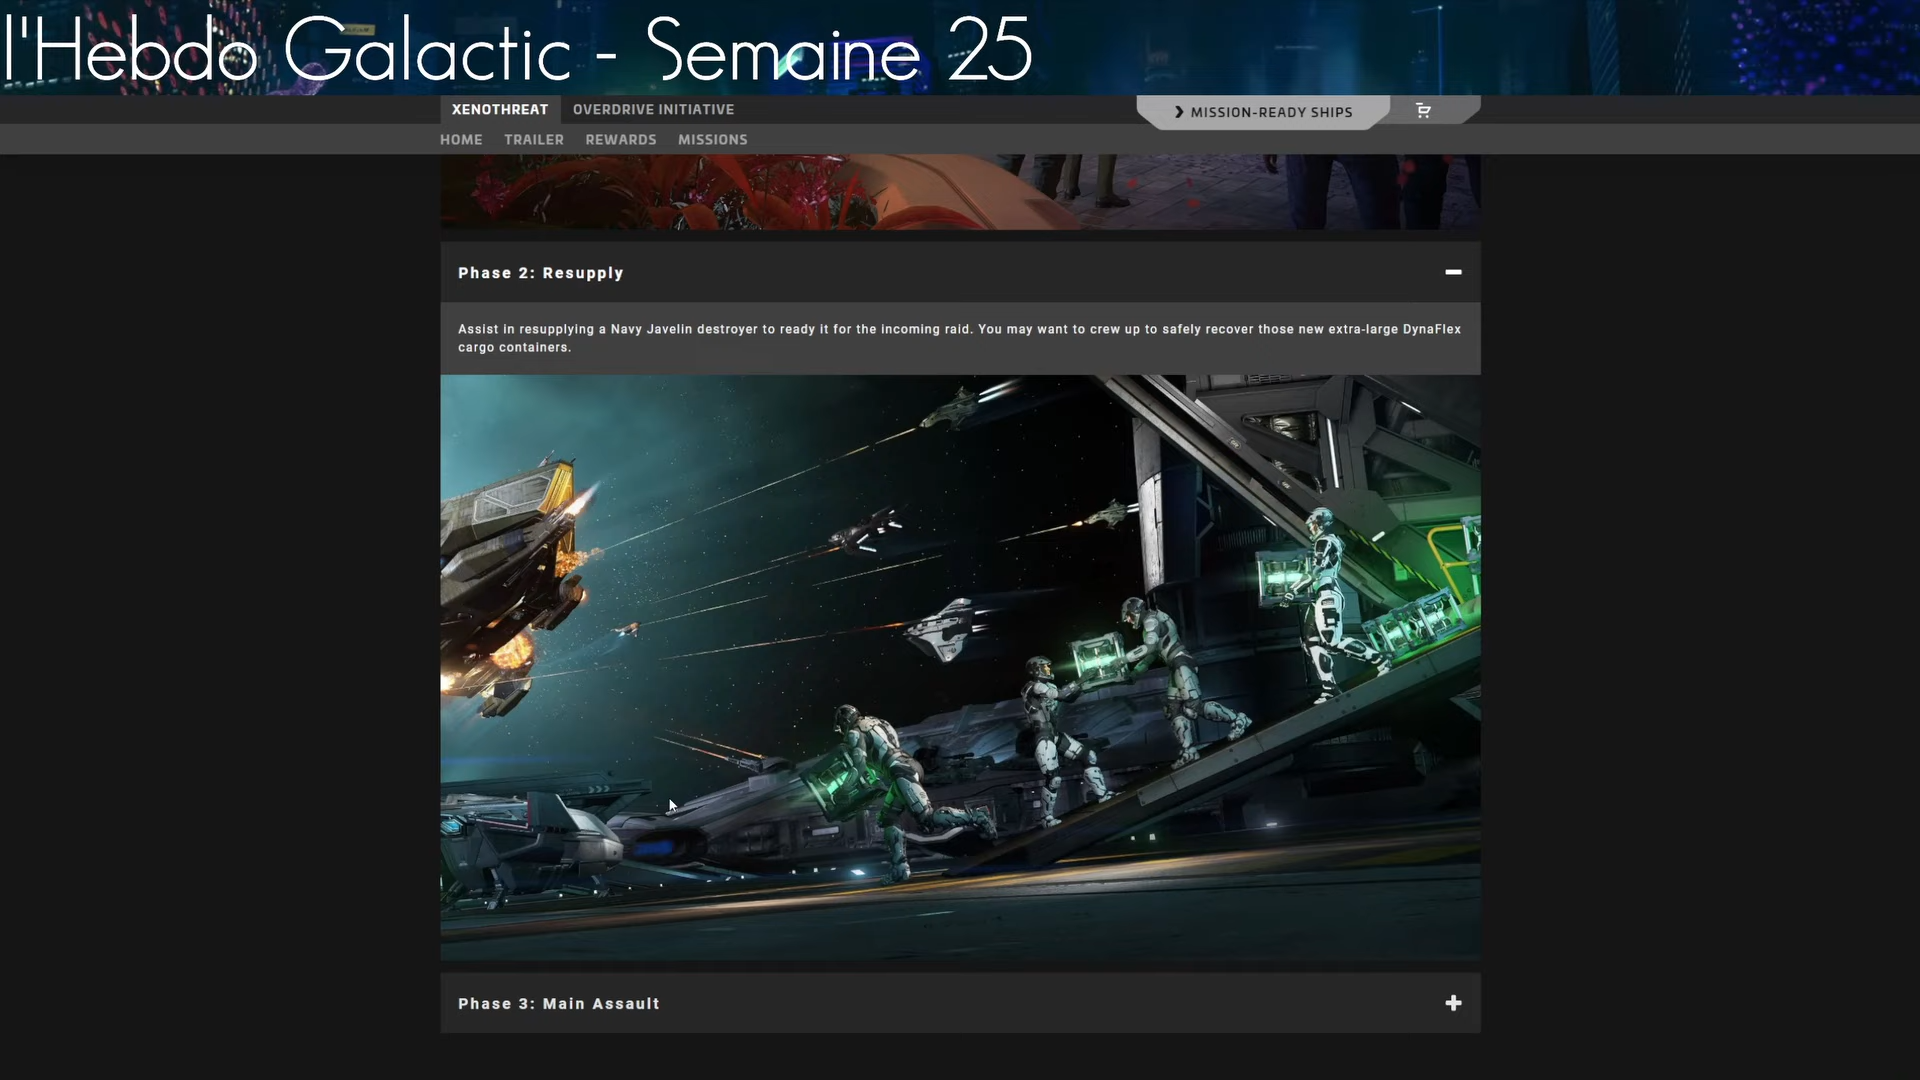 l'Hebdo Galactic - Semaine 25
XENOTHREAT OVERDRIVE INITIATIVE
MISSION-READY SHIPS
HOME TRAILER REWARDS MISSIONS
Phase 2: Resupply
Assist in resupplying a Navy Javelin destroyer to ready it for the incoming raid. You may want to crew up to safely recover those new extra-large DynaFlex
cargo containers.
Phase 3: Main Assault